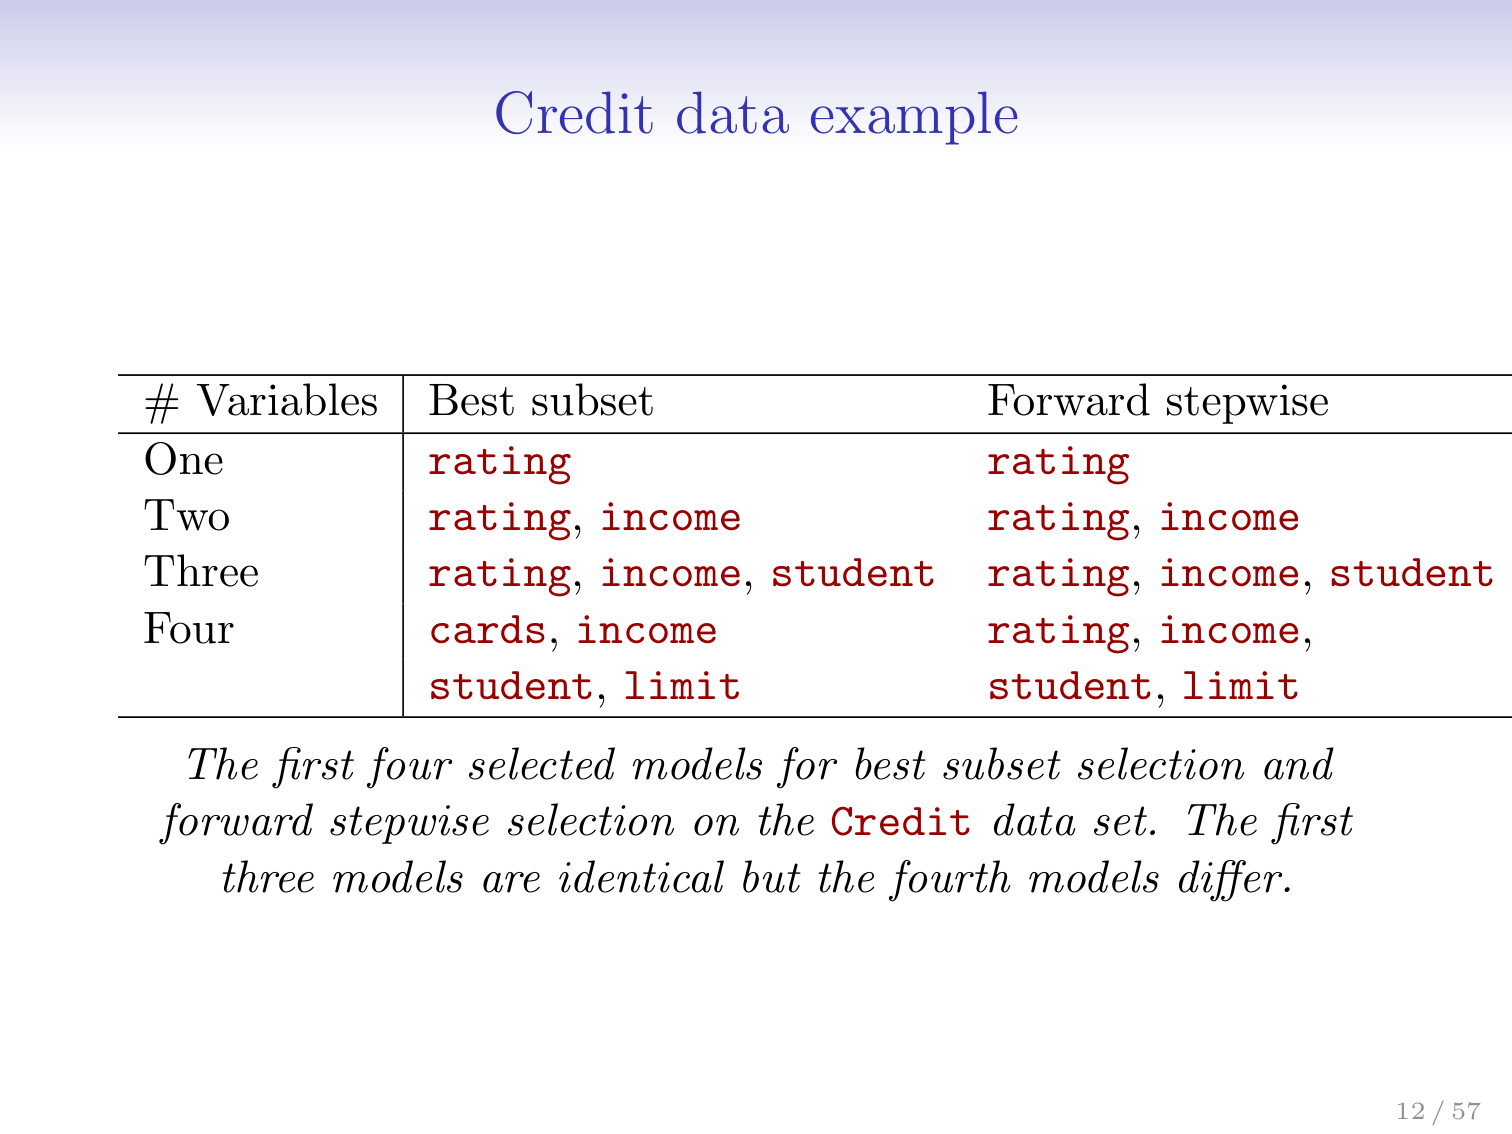 Credit data example
# Variables Best subset Forward stepwise
One rating rating
Two rating, income rating, income
Three rating, income, student rating, income, student
Four cards, income rating, income,
student, limit student, limit
The first four selected models for best subset selection and
forward stepwise selection on the Credit data set. The first
three models are identical but the fourth models differ.
12 / 57